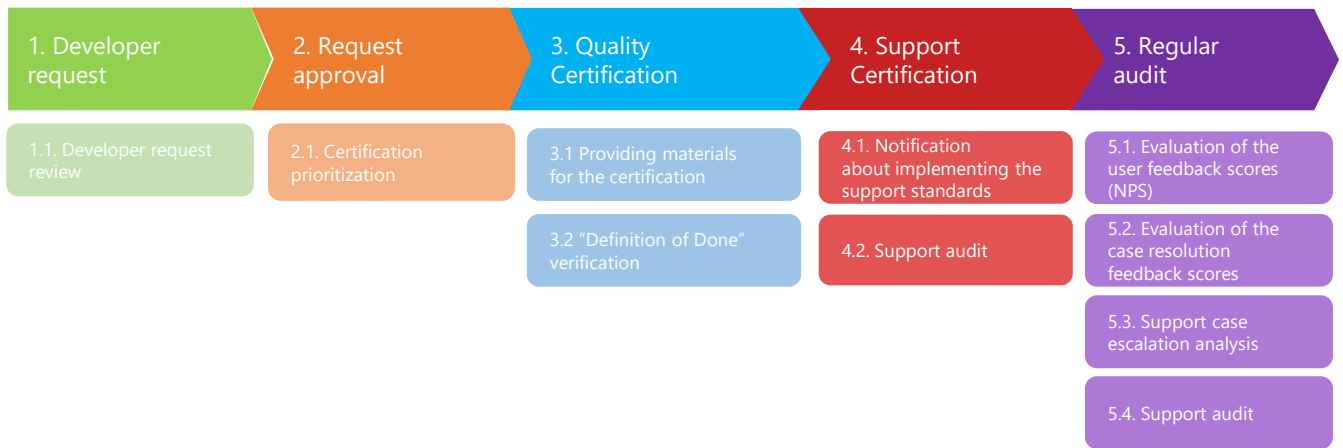 1. Developer
request
2. Request
approval
3. Quality
Certification
4. Support
Certification
5. Regular
audit
1.1. Developer request
review
2.1. Certification
prioritization
3.1 Providing materials
for the certification
3.2 “Definition of Done”
verification
4.1. Notification
about implementing the
support standards
4.2. Support audit
5.1. Evaluation of the
user feedback scores
(NPS)
5.2. Evaluation of the
case resolution
feedback scores
5.3. Support case
escalation analysis
5.4. Support audit